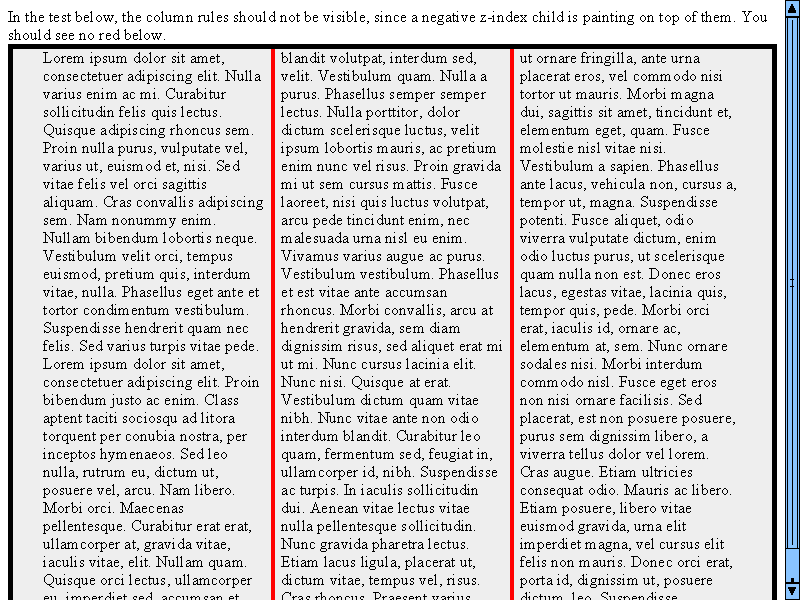 In the test below, the column rules should not be visible, since a negative z-index child is painting on top of them. You
should see no red below.
Lorem ipsum dolor sit amet,
consectetuer adipiscing elit. Nulla
varius enim ac mi. Curabitur
sollicitudin felis quis lectus.
Quisque adipiscing rhoncus sem.
Proin nulla purus, vulputate vel,
varius ut, euismod et, nisi. Sed
vitae felis vel orci sagittis
aliquam. Cras convallis adipiscing
sem. Nam nonummy enim.
Nullam bibendum lobortis neque.
Vestibulum velit orci, tempus
euismod, pretium quis, interdum
vitae, nulla. Phasellus eget ante et
tortor condimentum vestibulum.
Suspendisse hendrerit quam nec
felis. Sed varius turpis vitae pede.
Lorem ipsum dolor sit amet,
consectetuer adipiscing elit. Proin
bibendum justo ac enim. Class
aptent taciti sociosqu ad litora
torquent per conubia nostra, per
inceptos hymenaeos. Sed leo
nulla, rutrum eu, dictum ut,
posuere vel, arcu. Nam libero.
Morbi orci. Maecenas
pellentesque. Curabitur erat erat,
ullamcorper at, gravida vitae,
iaculis vitae, elit. Nullam quam.
Quisque orci lectus, ullamcorper
eu, imperdiet sed, accumsan et
blandit volutpat, interdum sed,
velit. Vestibulum quam. Nulla a
purus. Phasellus semper semper
lectus. Nulla porttitor, dolor
dictum scelerisque luctus, velit
ipsum lobortis mauris, ac pretium
enim nunc vel risus. Proin gravida
mi ut sem cursus mattis. Fusce
laoreet, nisi quis luctus volutpat,
arcu pede tincidunt enim, nec
malesuada urna nisl eu enim.
Vivamus varius augue ac purus.
Vestibulum vestibulum. Phasellus
et est vitae ante accumsan
rhoncus. Morbi convallis, arcu at
hendrerit gravida, sem diam
dignissim risus, sed aliquet erat mi
ut mi. Nunc cursus lacinia elit.
Nunc nisi. Quisque at erat.
Vestibulum dictum quam vitae
nibh. Nunc vitae ante non odio
interdum blandit. Curabitur leo
quam, fermentum sed, feugiat in,
ullamcorper id, nibh. Suspendisse
ac turpis. In iaculis sollicitudin
dui. Aenean vitae lectus vitae
nulla pellentesque sollicitudin.
Nunc gravida pharetra lectus.
Etiam lacus ligula, placerat ut,
dictum vitae, tempus vel, risus.
Cras rhoncus. Praesent varius
ut ornare fringilla, ante urna
placerat eros, vel commodo nisi
tortor ut mauris. Morbi magna
dui, sagittis sit amet, tincidunt et,
elementum eget, quam. Fusce
molestie nisl vitae nisi.
Vestibulum a sapien. Phasellus
ante lacus, vehicula non, cursus a,
tempor ut, magna. Suspendisse
potenti. Fusce aliquet, odio
viverra vulputate dictum, enim
odio luctus purus, ut scelerisque
quam nulla non est. Donec eros
lacus, egestas vitae, lacinia quis,
tempor quis, pede. Morbi orci
erat, iaculis id, ornare ac,
elementum at, sem. Nunc ornare
sodales nisi. Morbi interdum
commodo nisl. Fusce eget eros
non nisi ornare facilisis. Sed
placerat, est non posuere posuere,
purus sem dignissim libero, a
viverra tellus dolor vel lorem.
Cras augue. Etiam ultricies
consequat odio. Mauris ac libero.
Etiam posuere, libero vitae
euismod gravida, urna elit
imperdiet magna, vel cursus elit
felis non mauris. Donec orci erat,
porta id, dignissim ut, posuere
dictum, leo. Suspendisse